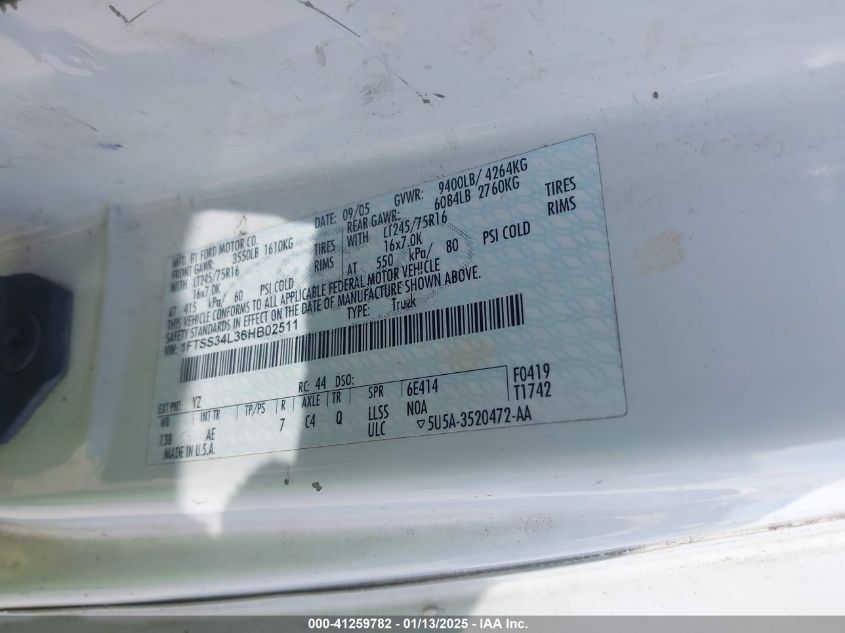 MFD. BY FORD MOTOR CO.
DATE: 09/05 GVWR: 9400LB/ 4264KG
FRONT GAWR: 3550LB 1610KG
REAR GAWR: 6084LB 2760KG
WITH LT245/75R16 TIRES
WITH LT245/75R16 TIRES
16x7.0K RIMS
16x7.0K RIMS
AT 415 kPa/ 60 PSI COLD
AT 550 kPa/ 80 PSI COLD
THIS VEHICLE CONFORMS TO ALL APPLICABLE FEDERAL MOTOR VEHICLE
SAFETY STANDARDS IN EFFECT ON THE DATE OF MANUFACTURE SHOWN ABOVE.
VIN: 1FTSS34L36HB02511
TYPE: Truck
EXT PNT: YZ RC: 44 DSO:
F0419
T1742
WB INT TR TP/PS R AXLE TR SPR 6E414
138 AE 7 C4 Q LLSS N0A
ULC ▽5U5A-3520472-AA
MADE IN U.S.A.
000-41259782 — 01/13/2025 — IAA Inc.